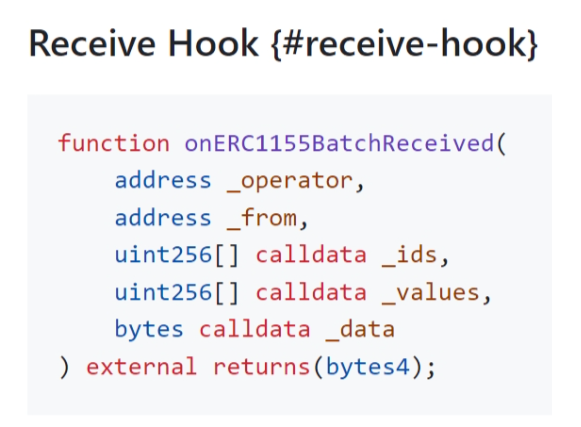 Receive Hook {#receive-hook}
function onERC1155BatchReceived(
    address _operator,
    address _from,
    uint256[] calldata _ids,
    uint256[] calldata _values,
    bytes calldata _data
) external returns(bytes4);